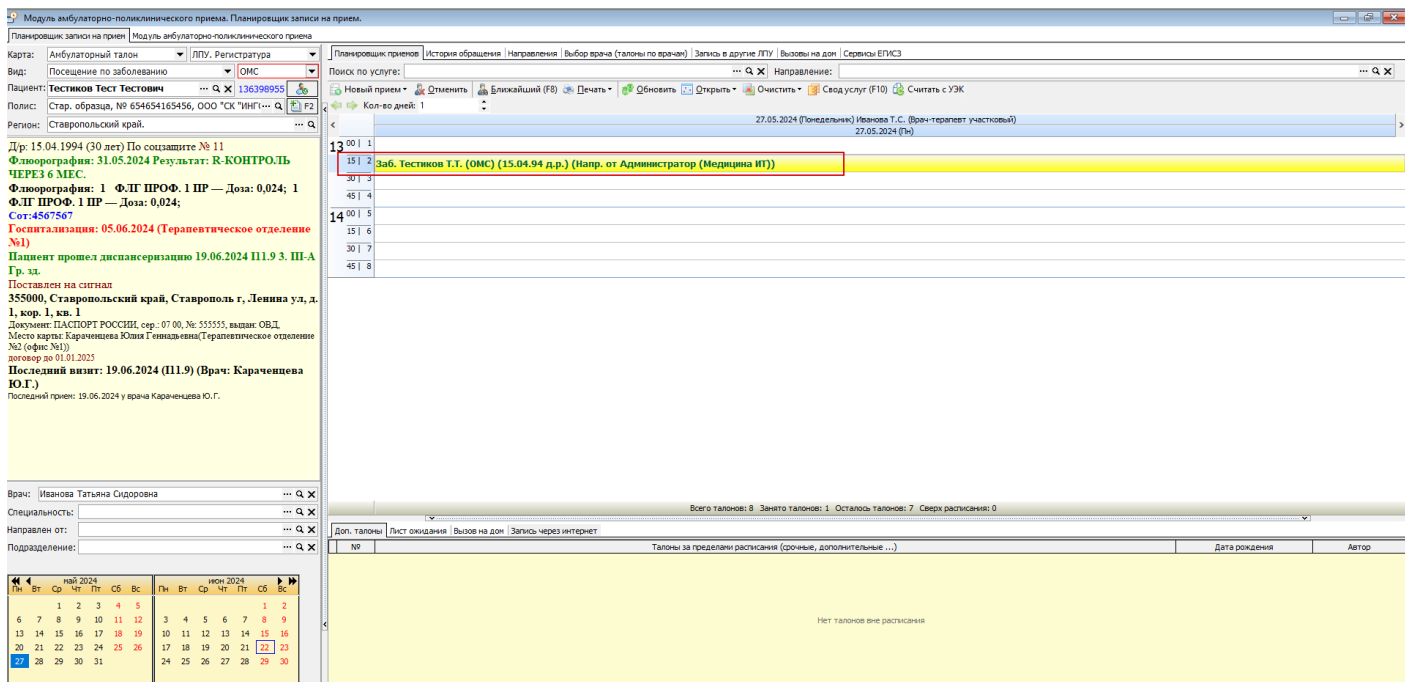 Модуль амбулаторно-поликлинического приема. Планировщик записи на прием.
Планировщик записи на прием Модуль амбулаторно-поликлинического приема
Карта: Амбулаторный талон ЛПУ. Регистратура
Вид: Посещение по заболеванию ОМС
Пациент: Тестиков Тест Тестович 136398955
Полис: Стар. образца, № 654654165456, ООО "СК "ИНГ F2
Регион: Ставропольский край.
Д/р: 15.04.1994 (30 лет) По соцзащите № 11
Флюорография: 31.05.2024 Результат: R-КОНТРОЛЬ
ЧЕРЕЗ 6 МЕС.
Флюорография: 1 ФЛГ ПРОФ. 1 ПР — Доза: 0,024; 1
ФЛГ ПРОФ. 1 ПР — Доза: 0,024;
Сот:4567567
Госпитализация: 05.06.2024 (Терапевтическое отделение
№1)
Пациент прошел диспансеризацию 19.06.2024 I11.9 3. III-А
Гр. зд.
Поставлен на сигнал
355000, Ставропольский край, Ставрополь г, Ленина ул, д.
1, кор. 1, кв. 1
Документ: ПАСПОРТ РОССИИ, сер.: 07 00, №: 555555, выдан: ОВД,
Место карты: Караченцева Юлия Геннадьевна(Терапевтическое отделение
№2 (офис №1))
договор до 01.01.2025
Последний визит: 19.06.2024 (I11.9) (Врач: Караченцева
Ю.Г.)
Последний прием: 19.06.2024 у врача Караченцева Ю.Г.
Врач: Иванова Татьяна Сидоровна
Специальность:
Направлен от:
Подразделение:
май 2024 июн 2024
Пн Вт Ср Чт Пт Сб Вс Пн Вт Ср Чт Пт Сб Вс
1 2 3 4 5 1 2
6 7 8 9 10 11 12 3 4 5 6 7 8 9
13 14 15 16 17 18 19 10 11 12 13 14 15 16
20 21 22 23 24 25 26 17 18 19 20 21 22 23
27 28 29 30 31 24 25 26 27 28 29 30
Планировщик приемов История обращения Направления Выбор врача (талоны по врачам) Запись в другие ЛПУ Вызовы на дом Сервисы ЕГИСЗ
Поиск по услуге: Направление:
Новый прием Отменить Ближайший (F8) Печать Обновить Открыть Очистить Свод услуг (F10) Считать с УЭК
Кол-во дней: 1
27.05.2024 (Понедельник) Иванова Т.С. (Врач-терапевт участковый)
27.05.2024 (Пн)
13 00 | 1
15 | 2 Заб. Тестиков Т.Т. (ОМС) (15.04.94 д.р.) (Напр. от Администратор (Медицина ИТ))
30 | 3
45 | 4
14 00 | 5
15 | 6
30 | 7
45 | 8
Всего талонов: 8 Занято талонов: 1 Осталось талонов: 7 Сверх расписания: 0
Доп. талоны Лист ожидания Вызов на дом Запись через интернет
№ Талоны за пределами расписания (срочные, дополнительные ...) Дата рождения Автор
Нет талонов вне расписания